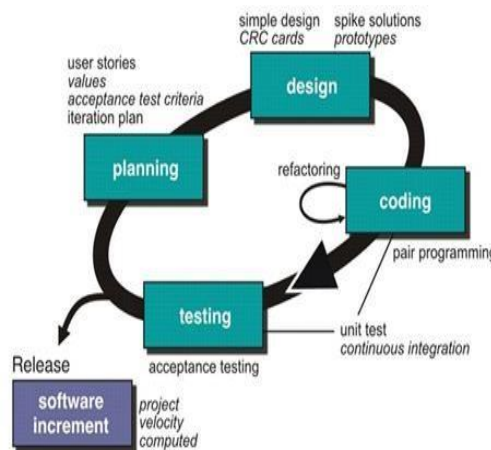 simple design
CRC cards
spike solutions
prototypes
user stories
values
acceptance test criteria
iteration plan
design
planning
refactoring
coding
pair programming
testing
unit test
continuous integration
acceptance testing
Release
software
increment
project
velocity
computed